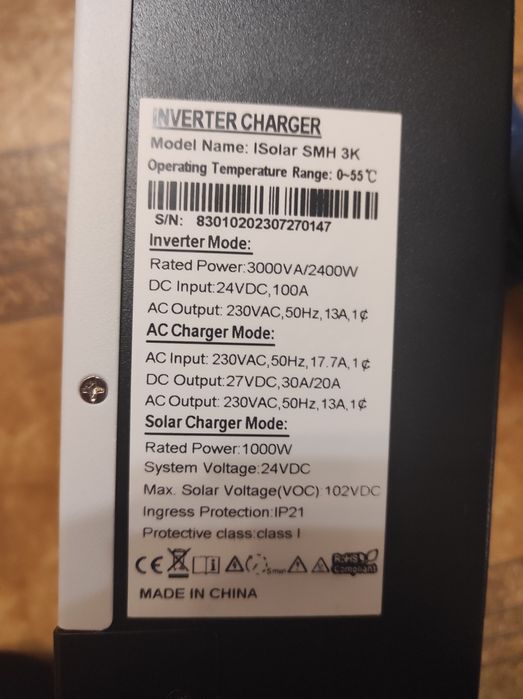 INVERTER CHARGER
Model Name: ISolar SMH 3K
Operating Temperature Range: 0~55℃
S/N: 83010202307270147
Inverter Mode:
Rated Power:3000VA/2400W
DC Input:24VDC,100A
AC Output: 230VAC,50Hz,13A,1¢
AC Charger Mode:
AC Input: 230VAC,50Hz,17.7A,1¢
DC Output:27VDC,30A/20A
AC Output: 230VAC,50Hz,13A,1¢
Solar Charger Mode:
Rated Power:1000W
System Voltage:24VDC
Max. Solar Voltage(VOC):102VDC
Ingress Protection:IP21
Protective class:class I
CE 5min RoHS
Compliant
MADE IN CHINA